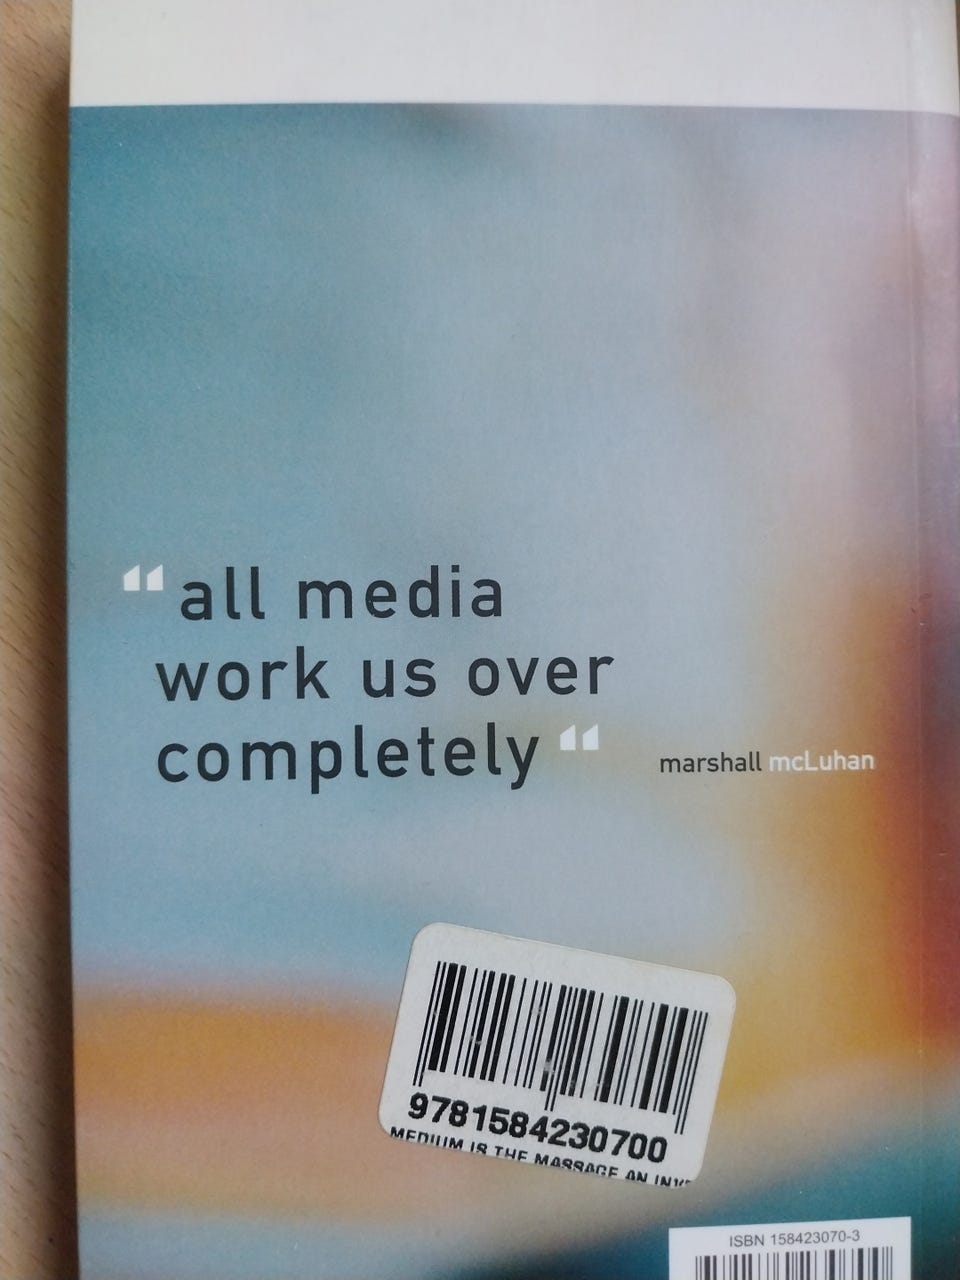 "all media
work us over
completely"
marshall mcLuhan
9781584230700
MEDIUM IS THE MASSAGE AN
ISBN 158423070-3